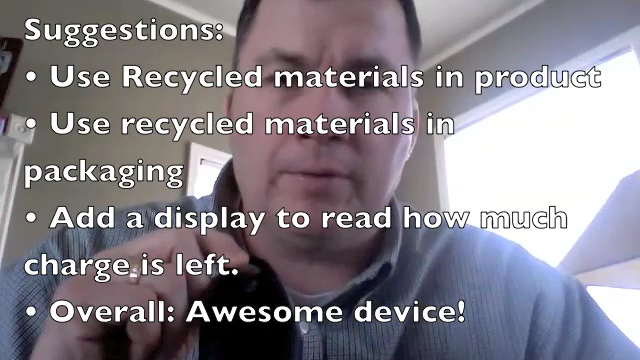 Suggestions:
• Use Recycled materials in product
• Use recycled materials in
packaging
• Add a display to read how much
charge is left.
• Overall: Awesome device!